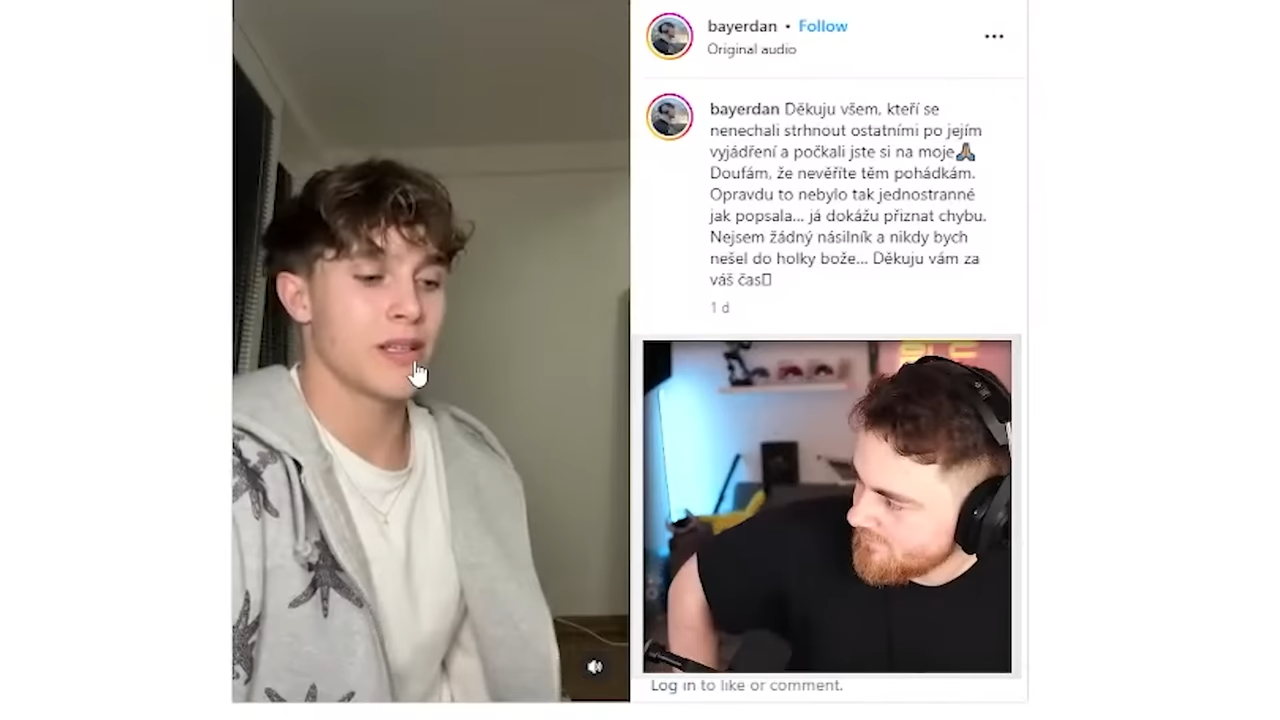 bayerdan • Follow
Original audio
bayerdan Děkuju všem, kteří se
nenechali strhnout ostatními po jejím
vyjádření a počkali jste si na moje🙏🏽
Doufám, že nevěříte těm pohádkám.
Opravdu to nebylo tak jednostranné
jak popsala... já dokážu přiznat chybu.
Nejsem žádný násilník a nikdy bych
nešel do holky bože... Děkuju vám za
váš čas
1 d
Log in to like or comment.